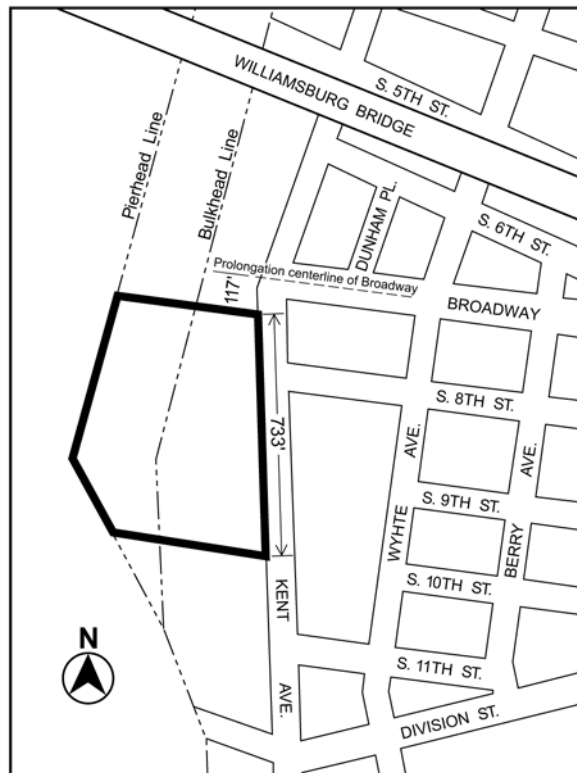 S. 5TH ST.
WILLIAMSBURG BRIDGE
Pierhead Line
Bulkhead Line
DUNHAM PL.
S. 6TH ST.
Prolongation centerline of Broadway
117'
BROADWAY
733'
S. 8TH ST.
AVE.
AVE.
S. 9TH ST.
WYHTE
BERRY
KENT
S. 10TH ST.
N
S. 11TH ST.
AVE.
DIVISION ST.